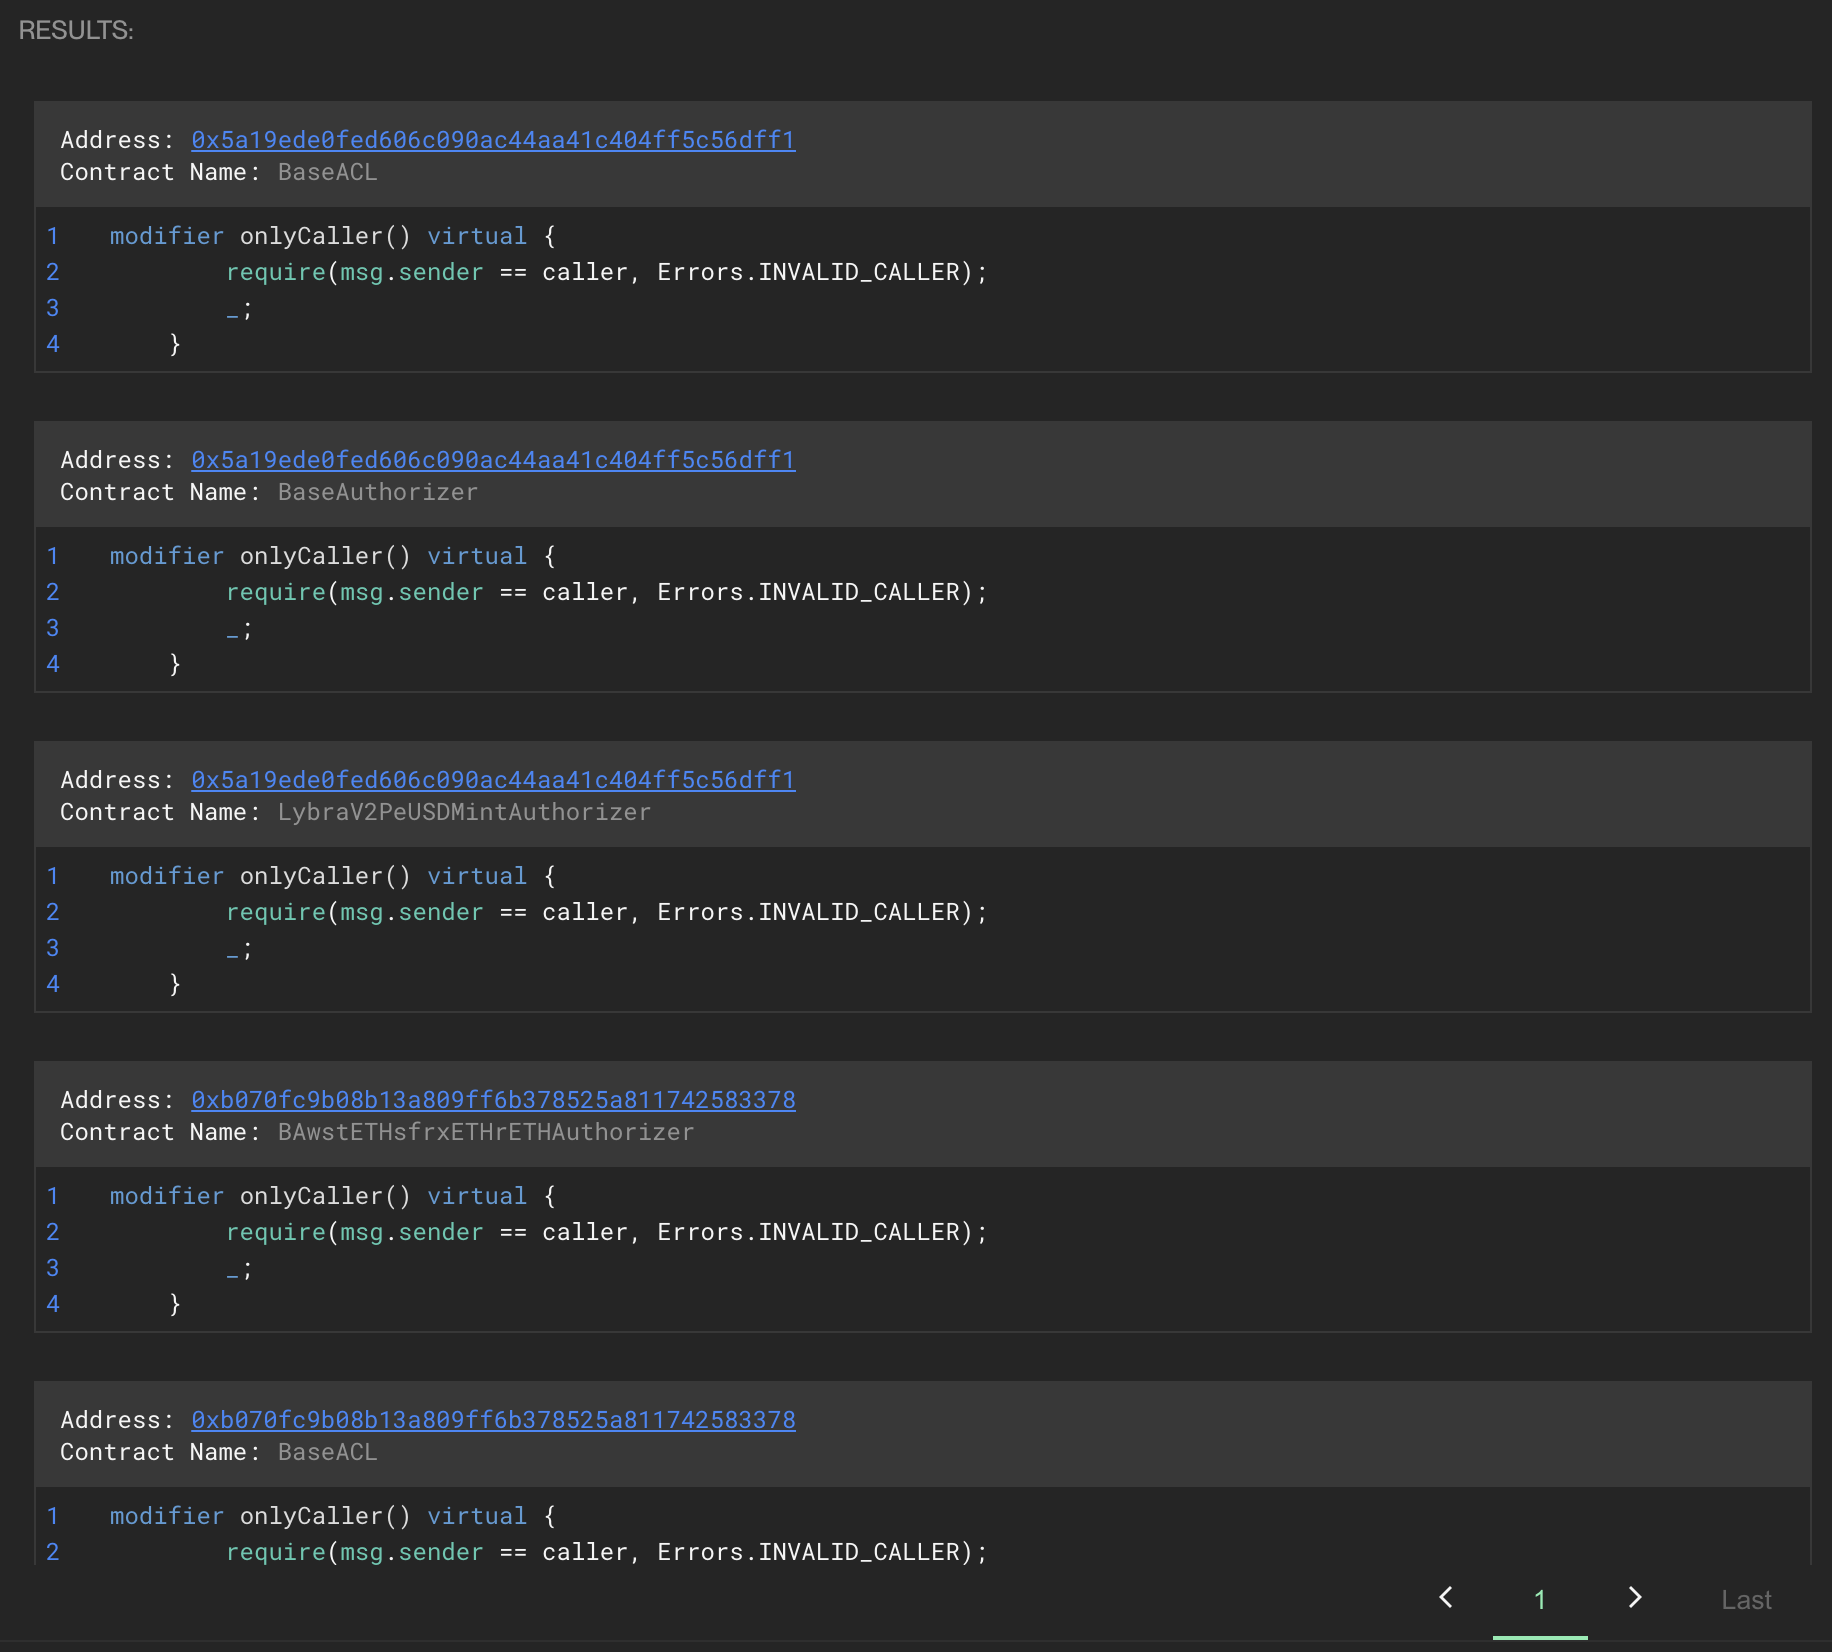 RESULTS:
Address: 0x5a19ede0fed606c090ac44aa41c404ff5c56dff1
Contract Name: BaseACL
1 modifier onlyCaller() virtual {
2 require(msg.sender == caller, Errors.INVALID_CALLER);
3 _;
4 }
Address: 0x5a19ede0fed606c090ac44aa41c404ff5c56dff1
Contract Name: BaseAuthorizer
1 modifier onlyCaller() virtual {
2 require(msg.sender == caller, Errors.INVALID_CALLER);
3 _;
4 }
Address: 0x5a19ede0fed606c090ac44aa41c404ff5c56dff1
Contract Name: LybraV2PeUSDMintAuthorizer
1 modifier onlyCaller() virtual {
2 require(msg.sender == caller, Errors.INVALID_CALLER);
3 _;
4 }
Address: 0xb070fc9b08b13a809ff6b378525a811742583378
Contract Name: BAwstETHsfrxETHrETHAuthorizer
1 modifier onlyCaller() virtual {
2 require(msg.sender == caller, Errors.INVALID_CALLER);
3 _;
4 }
Address: 0xb070fc9b08b13a809ff6b378525a811742583378
Contract Name: BaseACL
1 modifier onlyCaller() virtual {
2 require(msg.sender == caller, Errors.INVALID_CALLER);
1 Last